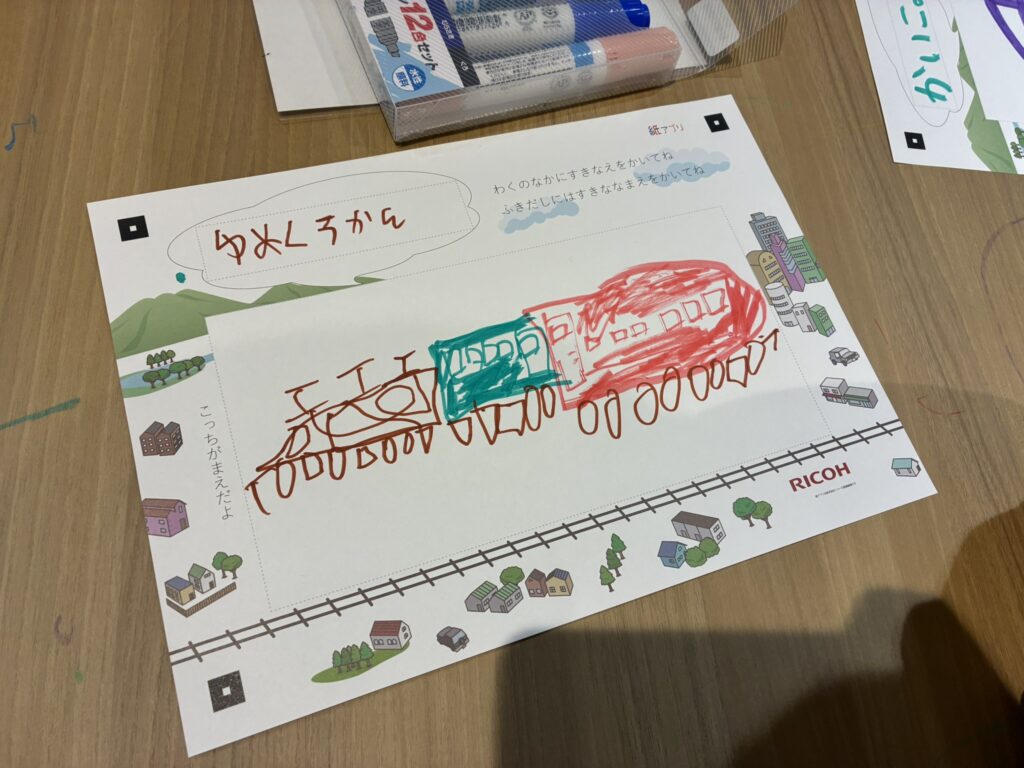 12色セット
紙アプリ
わくのなかにすきなえをかいてね
ふきだしにはすきななまえをかいてね
ゆめくろかん
こっちがまえだよ
RICOH